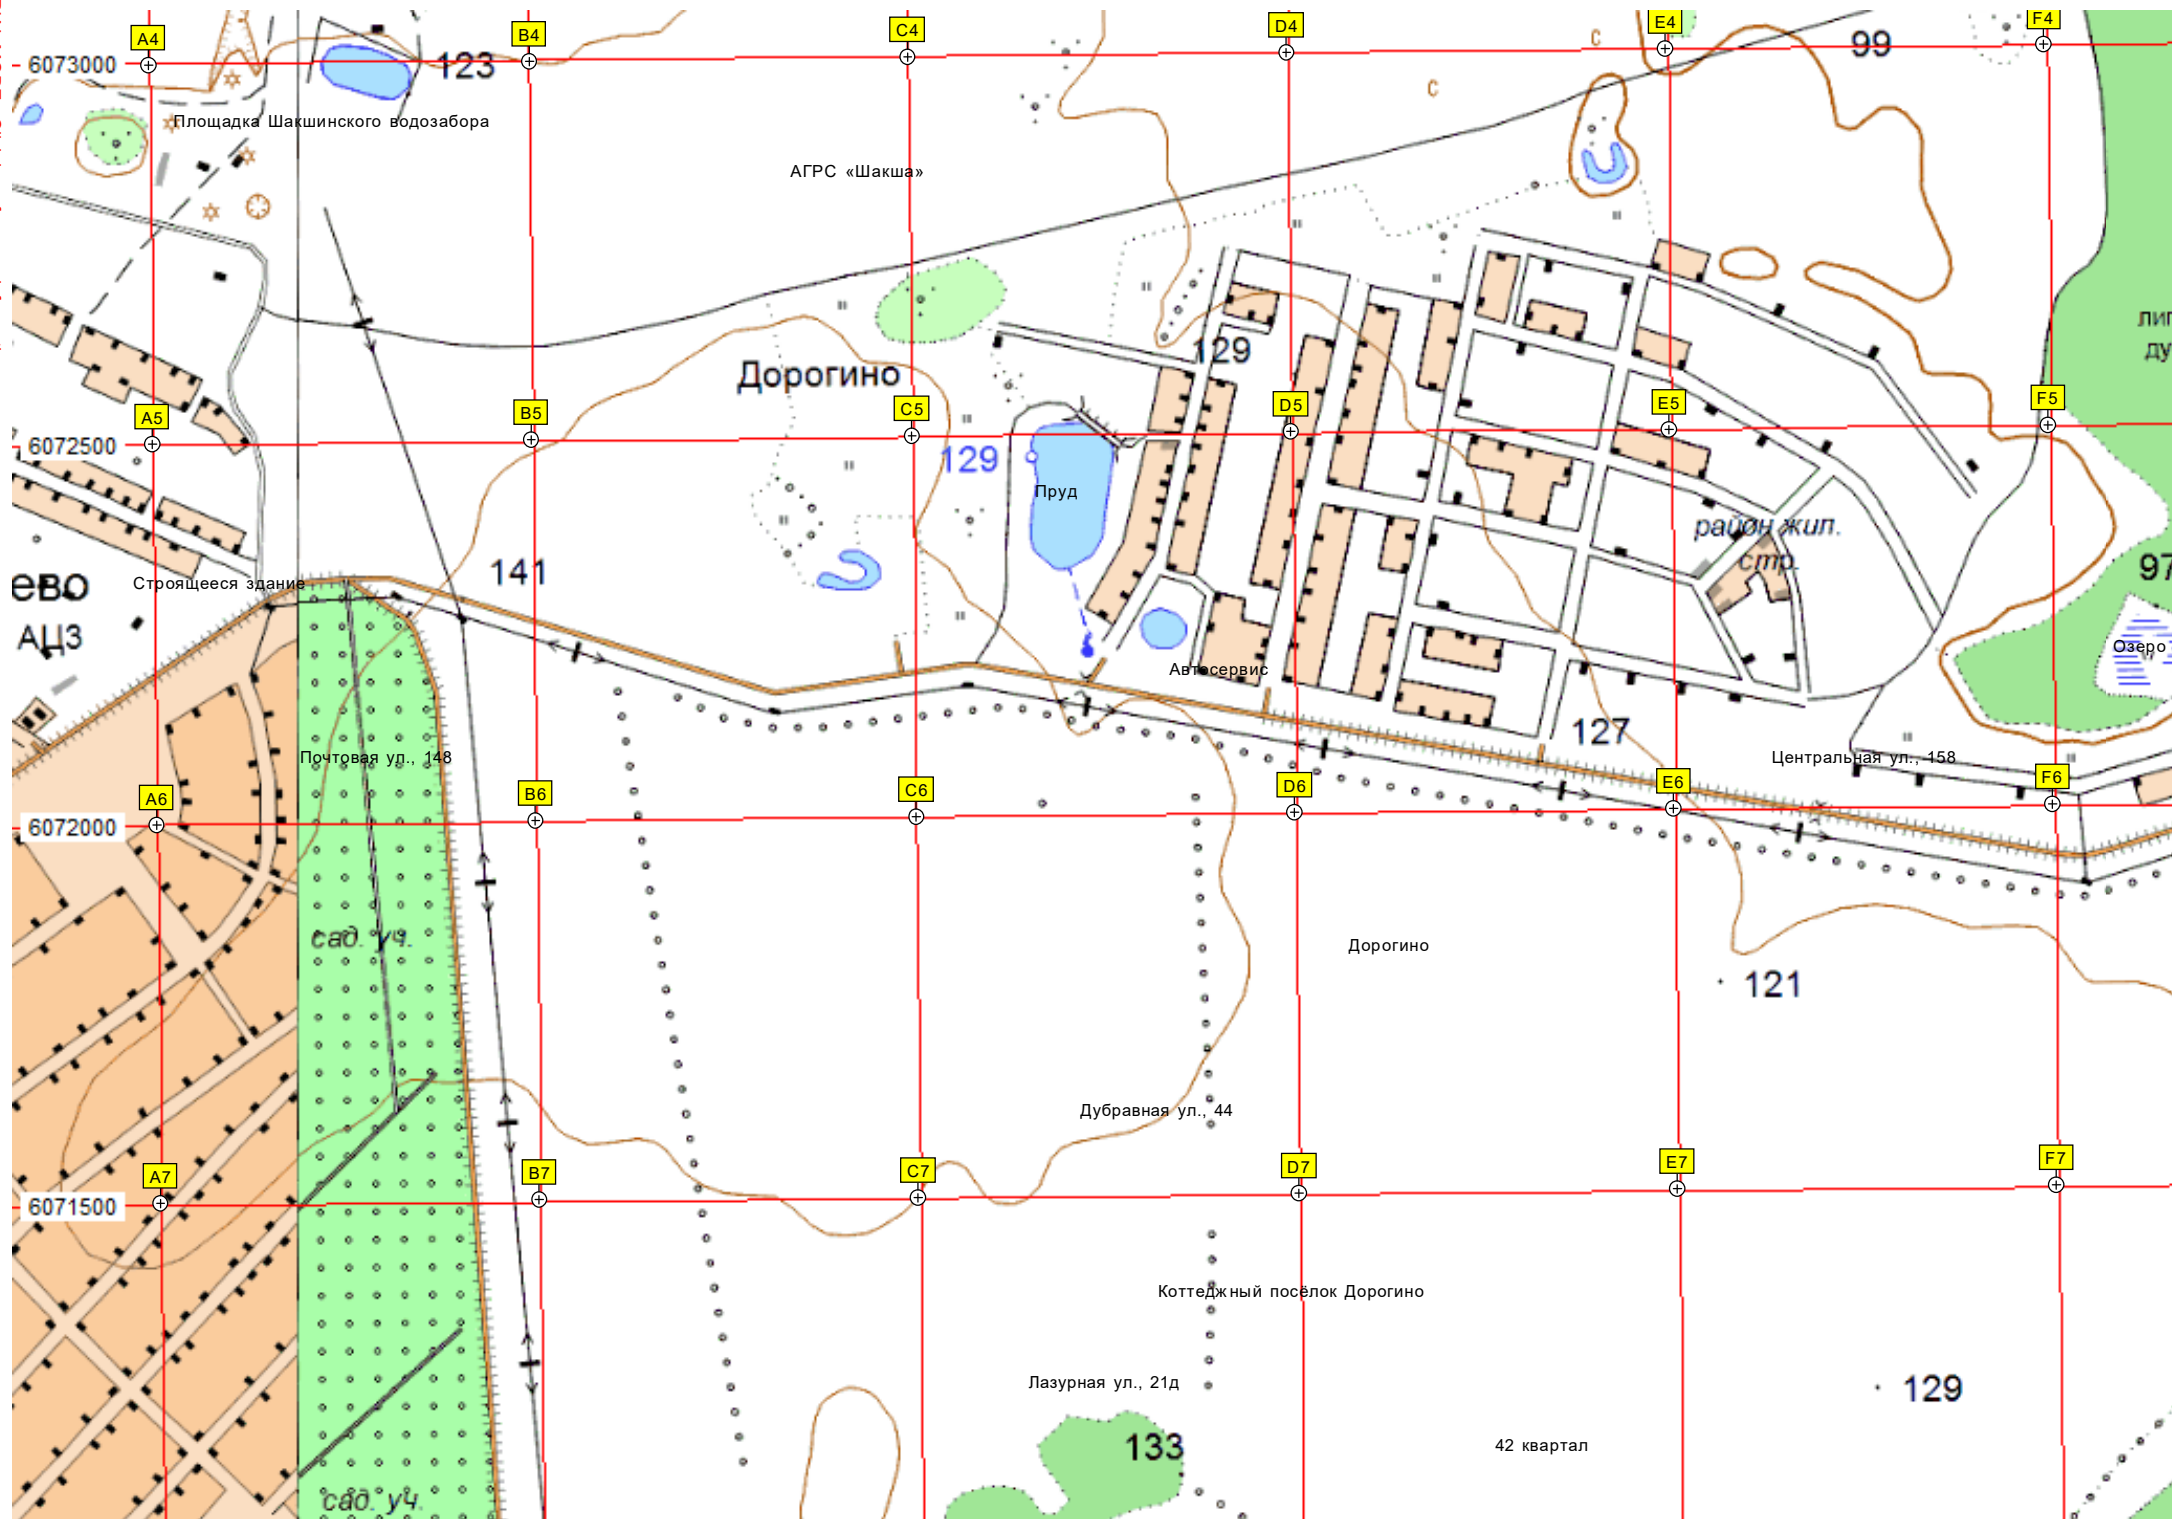 A4
B4
C4
D4
E4
F4
6073000
123
С
99
С
Площадка Шакшинского водозабора
АГРС «Шакша»
129
Дорогино
A5
B5
C5
D5
E5
F5
6072500
129
Пруд
район жил.
стр.
141
97
ево
Строящееся здание
АЦЗ
Автосервис
Озеро
127
Почтовая ул., 148
Центральная ул., 158
A6
B6
C6
D6
E6
F6
6072000
сад. уч.
Дорогино
121
Дубравная ул., 44
A7
B7
C7
D7
E7
F7
6071500
Коттеджный посёлок Дорогино
Лазурная ул., 21д
129
133
42 квартал
сад. уч.